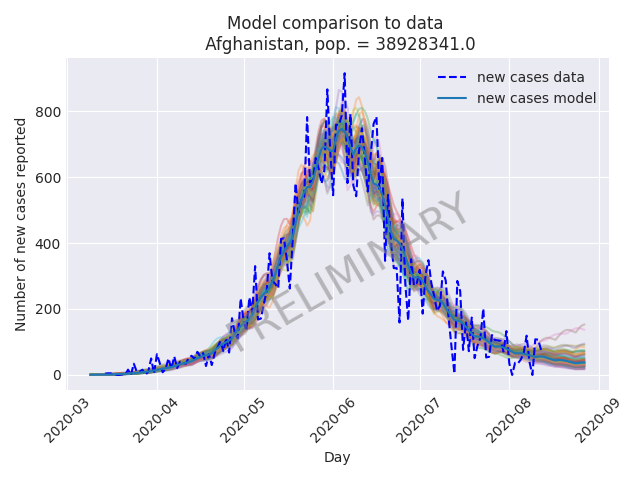 Model comparison to data
Afghanistan, pop. = 38928341.0
new cases data
new cases model
Number of new cases reported
800
600
400
200
0
PRELIMINARY
2020-03
2020-04
2020-05
2020-06
2020-07
2020-08
2020-09
Day